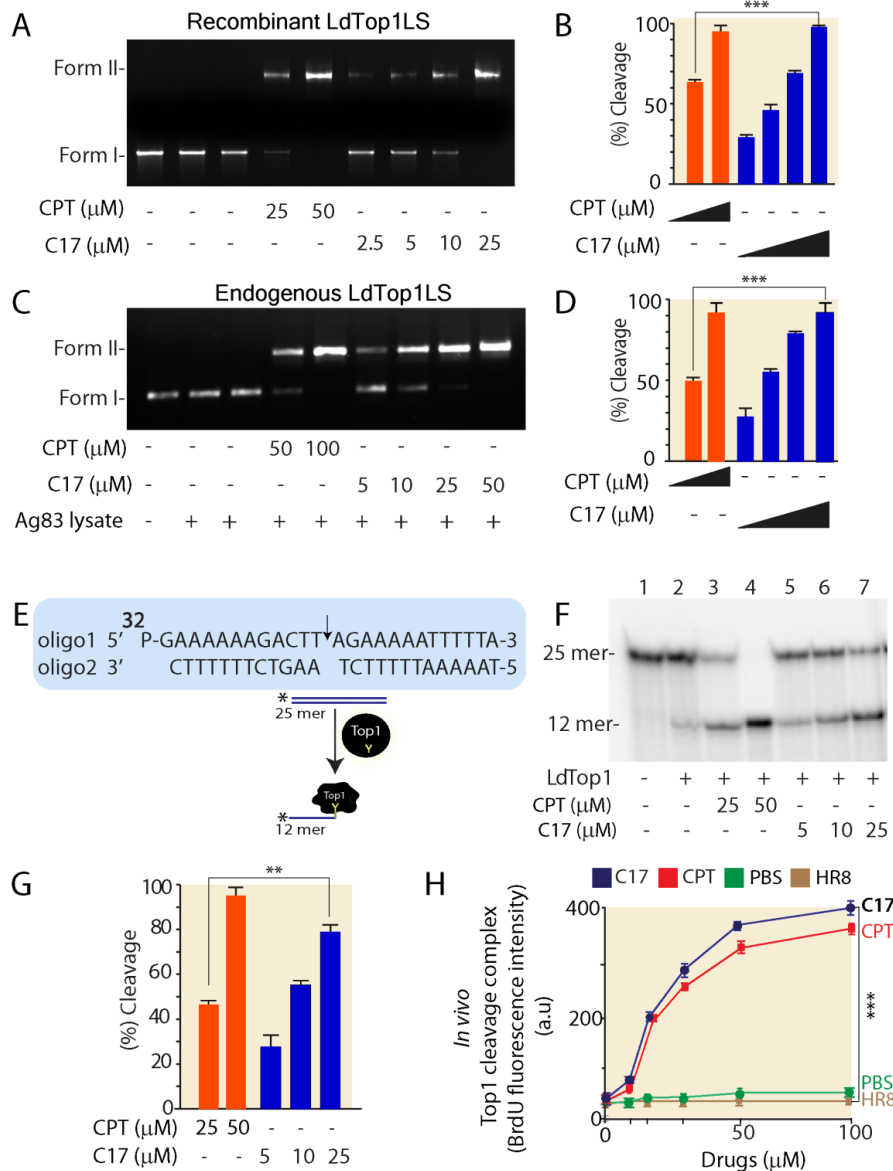 A
Recombinant LdTop1LS
Form II-
Form I-
CPT (μM) - - - 25 50 - - - -
C17 (μM) - - - - - 2.5 5 10 25
B
***
(%) Cleavage
100
50
0
CPT (μM) - - - -
C17 (μM) - -
C
Endogenous LdTop1LS
Form II-
Form I-
CPT (μM) - - - 50 100 - - - -
C17 (μM) - - - - - 5 10 25 50
Ag83 lysate - + + + + + + + +
D
***
(%) Cleavage
100
50
0
CPT (μM) - - - -
C17 (μM) - -
E
32
oligo1 5' P-GAAAAAAGACTT AGAAAAATTTTTA-3
oligo2 3' CTTTTTTCTGAA TCTTTTTAAAAAT-5
*
25 mer
Top1
Y
Top1
Y
*
12 mer
F
1 2 3 4 5 6 7
25 mer-
12 mer-
LdTop1 - + + + + + +
CPT (μM) - - 25 50 - - -
C17 (μM) - - - - 5 10 25
G
**
(%) Cleavage
100
80
60
40
20
0
CPT (μM) 25 50 - - -
C17 (μM) - - 5 10 25
H
C17 CPT PBS HR8
In vivo
Top1 cleavage complex
(BrdU fluorescence intensity)
(a.u)
400
200
0
C17
CPT
***
PBS
HR8
0 50 100
Drugs (μM)